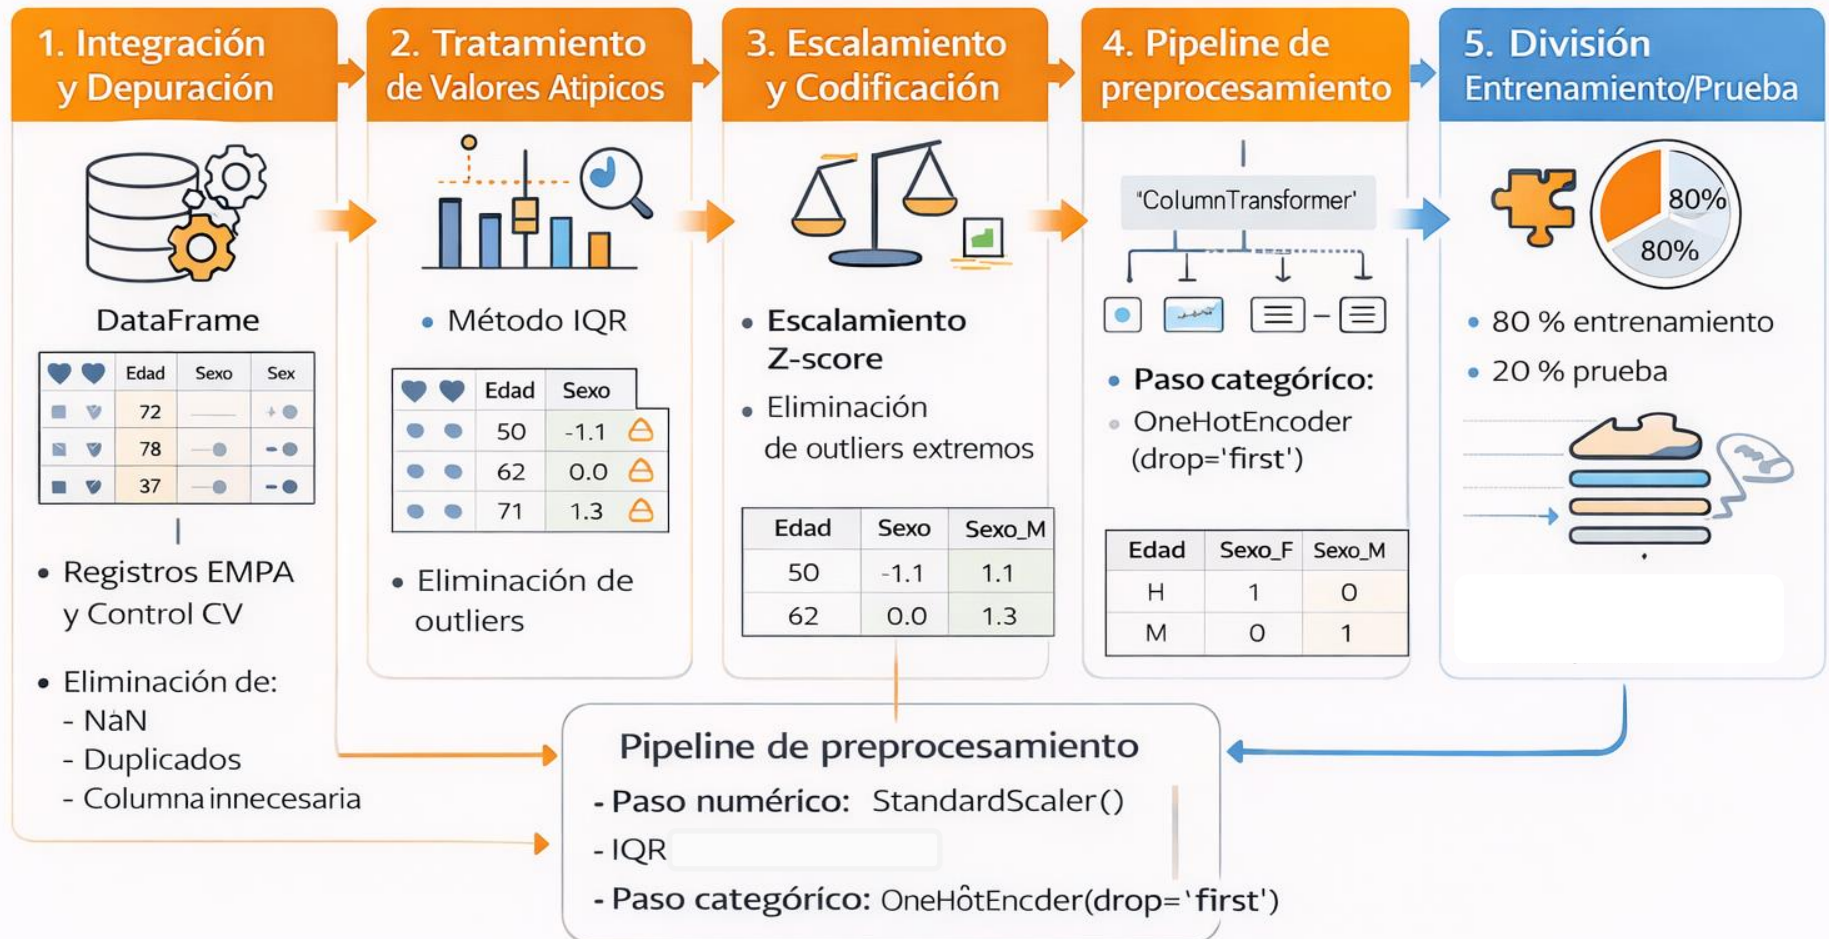 1. Integración
y Depuración
DataFrame
Edad Sexo Sex
72
78
37
• Registros EMPA
y Control CV
• Eliminación de:
- NàN
- Duplicados
- Columna innecesaria
2. Tratamiento
de Valores Atipicos
• Método IQR
Edad Sexo
50 -1.1
62 0.0
71 1.3
• Eliminación de
outliers
3. Escalamiento
y Codificación
• Escalamiento
Z-score
• Eliminación
de outliers extremos
Edad Sexo Sexo_M
50 -1.1 1.1
62 0.0 1.3
4. Pipeline de
preprocesamiento
'ColumnTransformer'
• Paso categóríco:
• OneHotEncoder
(drop='first')
Edad Sexo_F Sexo_M
H 1 0
M 0 1
5. División
Entrenamiento/Prueba
80%
80%
• 80 % entrenamiento
• 20 % prueba
Pipeline de preprocesamiento
- Paso numérico: StandardScaler()
- IQR
- Paso categóríco: OneHôtEncder(drop='first')